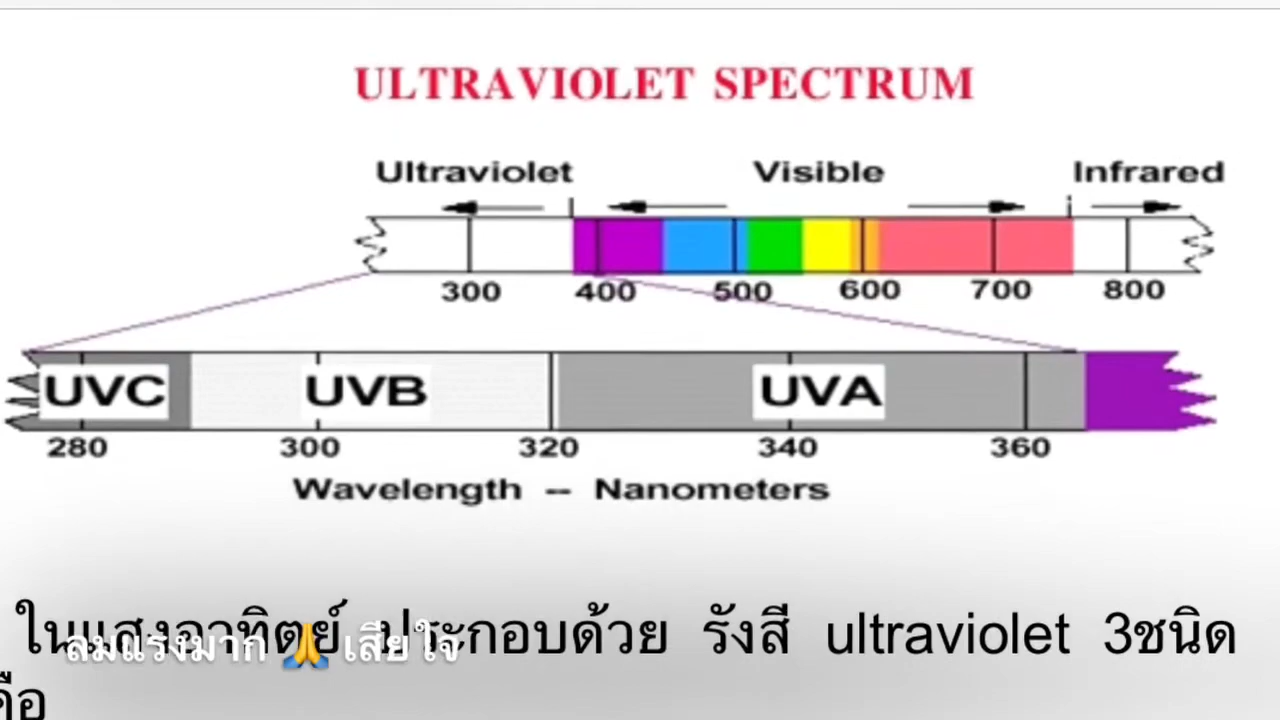 ULTRAVIOLET SPECTRUM
Ultraviolet Visible Infrared
300 400 500 600 700 800
UVC UVB UVA
280 300 320 340 360
Wavelength -- Nanometers
ในแสงอาทิตย์ ประกอบด้วย รังสี ultraviolet 3ชนิด
ลมแรงมาก 🙏 เสียใจ
คือ